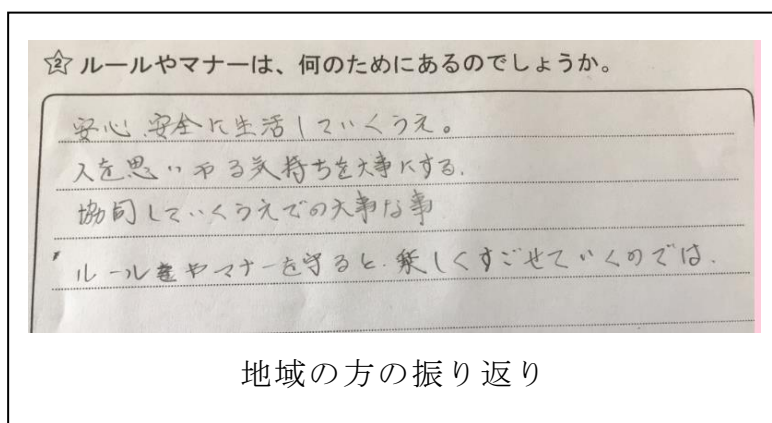 2 ルールやマナーは、何のためにあるのでしょうか。
安心、安全に生活していくうえ。
人を思いやる気持ちを大事にする.
協同していくうえでの大事な事
ルールやマナーを守ると、楽しくすごせていくのでは.
地域の方の振り返り